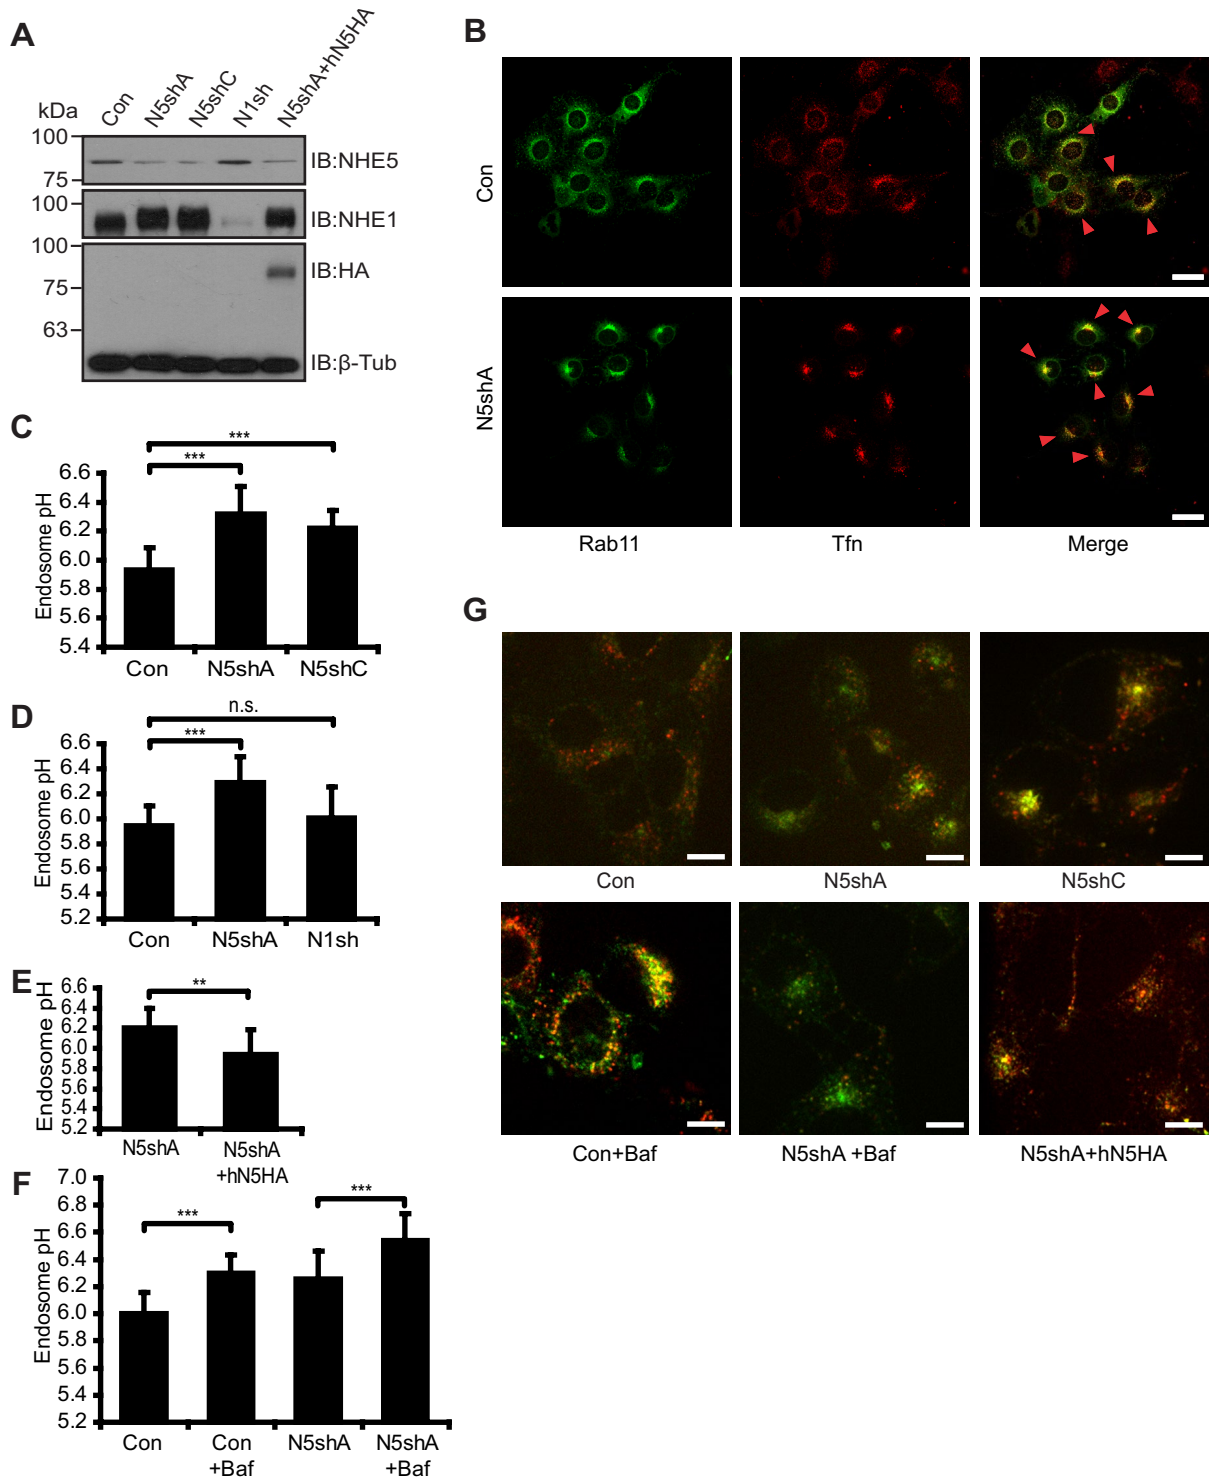 A
kDa
Con
N5shA
N5shC
N1sh
N5shA+hN5HA
100
75
IB:NHE5
100
IB:NHE1
100
75
63
IB:HA
IB:β-Tub
B
Con
N5shA
Rab11
Tfn
Merge
C
***
***
Endosome pH
6.6
6.4
6.2
6.0
5.8
5.6
5.4
Con
N5shA
N5shC
D
n.s.
***
Endosome pH
6.6
6.4
6.2
6.0
5.8
5.6
5.4
5.2
Con
N5shA
N1sh
E
**
Endosome pH
6.6
6.4
6.2
6.0
5.8
5.6
5.4
5.2
N5shA
N5shA
+hN5HA
F
***
***
Endosome pH
7.0
6.8
6.6
6.4
6.2
6.0
5.8
5.6
5.4
5.2
Con
Con
+Baf
N5shA
N5shA
+Baf
G
Con
N5shA
N5shC
Con+Baf
N5shA +Baf
N5shA+hN5HA